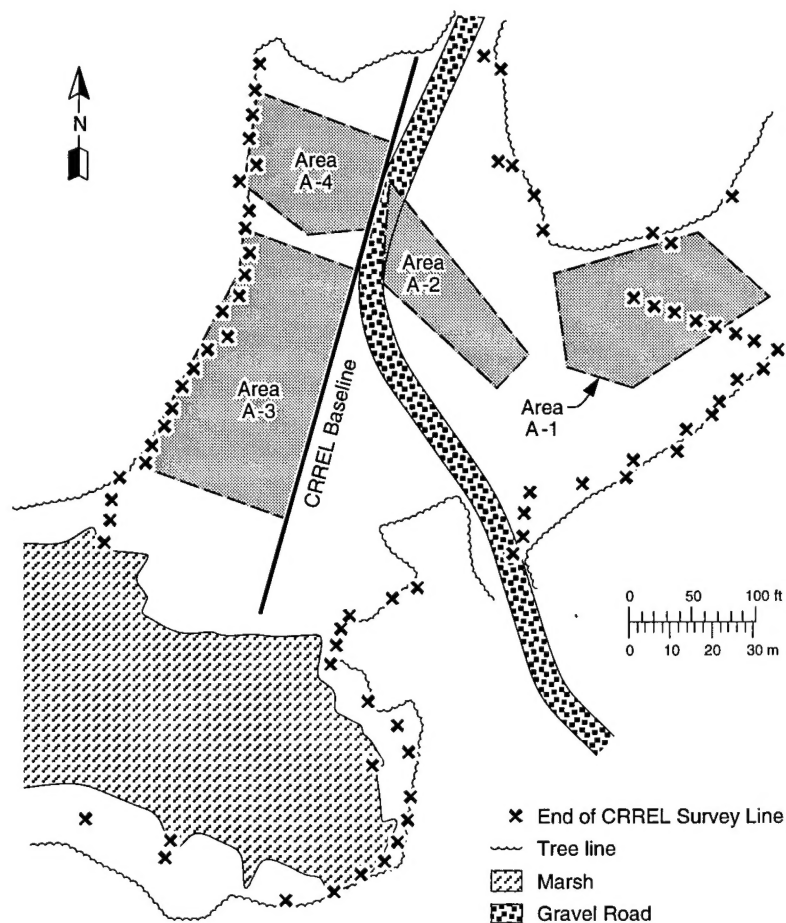 N
Area
A-4
Area
A-2
Area
A-3
CRREL Baseline
Area
A-1
0 50 100 ft
0 10 20 30 m
End of CRREL Survey Line
Tree line
Marsh
Gravel Road